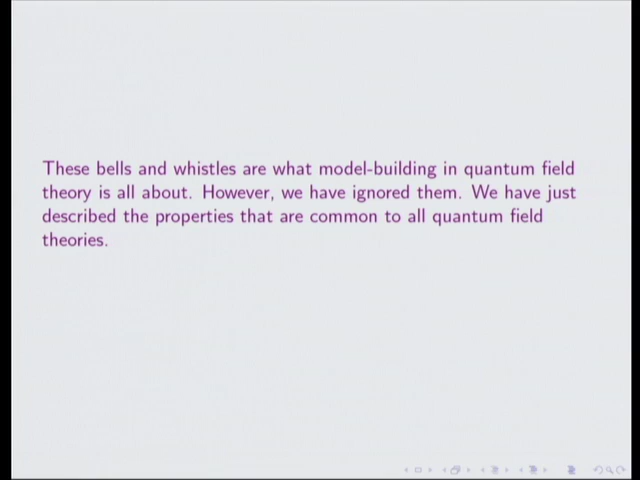 These bells and whistles are what model-building in quantum field
theory is all about. However, we have ignored them. We have just
described the properties that are common to all quantum field
theories.